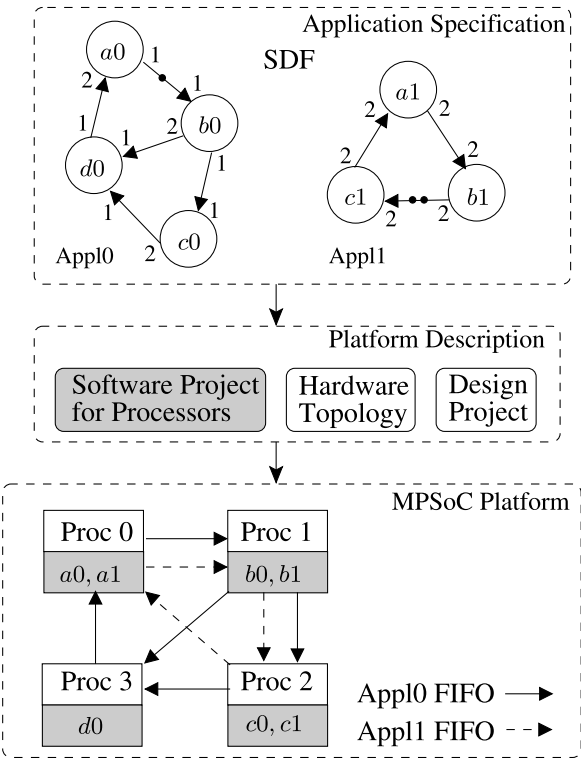 Application Specification
SDF
a0
1
1
2
b0
1
1
2
1
d0
1
1
2
c0
Appl0
a1
2
2
2
2
c1
b1
2
2
Appl1
Platform Description
Software Project
for Processors
Hardware
Topology
Design
Project
MPSoC Platform
Proc 0
a0, a1
Proc 1
b0, b1
Proc 3
d0
Proc 2
c0, c1
Appl0 FIFO
Appl1 FIFO